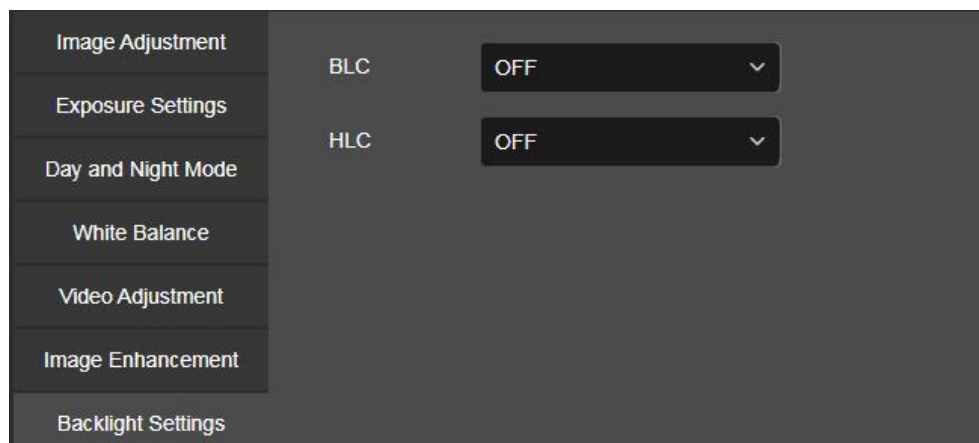 Image Adjustment
Exposure Settings
Day and Night Mode
White Balance
Video Adjustment
Image Enhancement
Backlight Settings
BLC OFF
HLC OFF